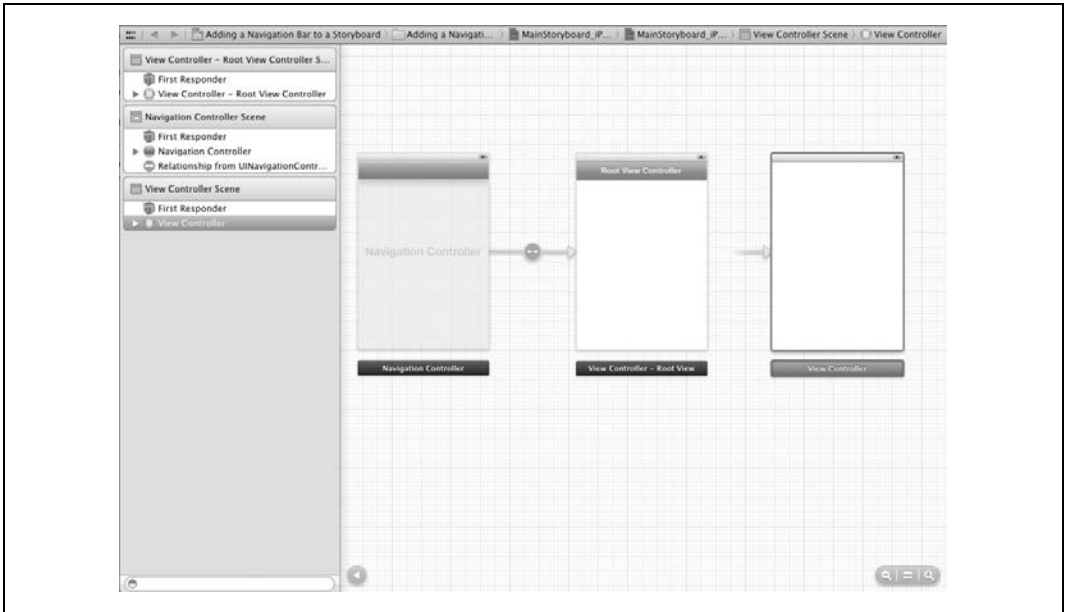 Adding a Navigation Bar to a Storyboard
Adding a Navigati...
MainStoryboard_iP...
MainStoryboard_iP...
View Controller Scene
View Controller
View Controller – Root View Controller S...
First Responder
View Controller – Root View Controller
Navigation Controller Scene
First Responder
Navigation Controller
Relationship from UINavigationContr...
View Controller Scene
First Responder
View Controller
Root View Controller
Navigation Controller
Navigation Controller
View Controller – Root View
View Controller